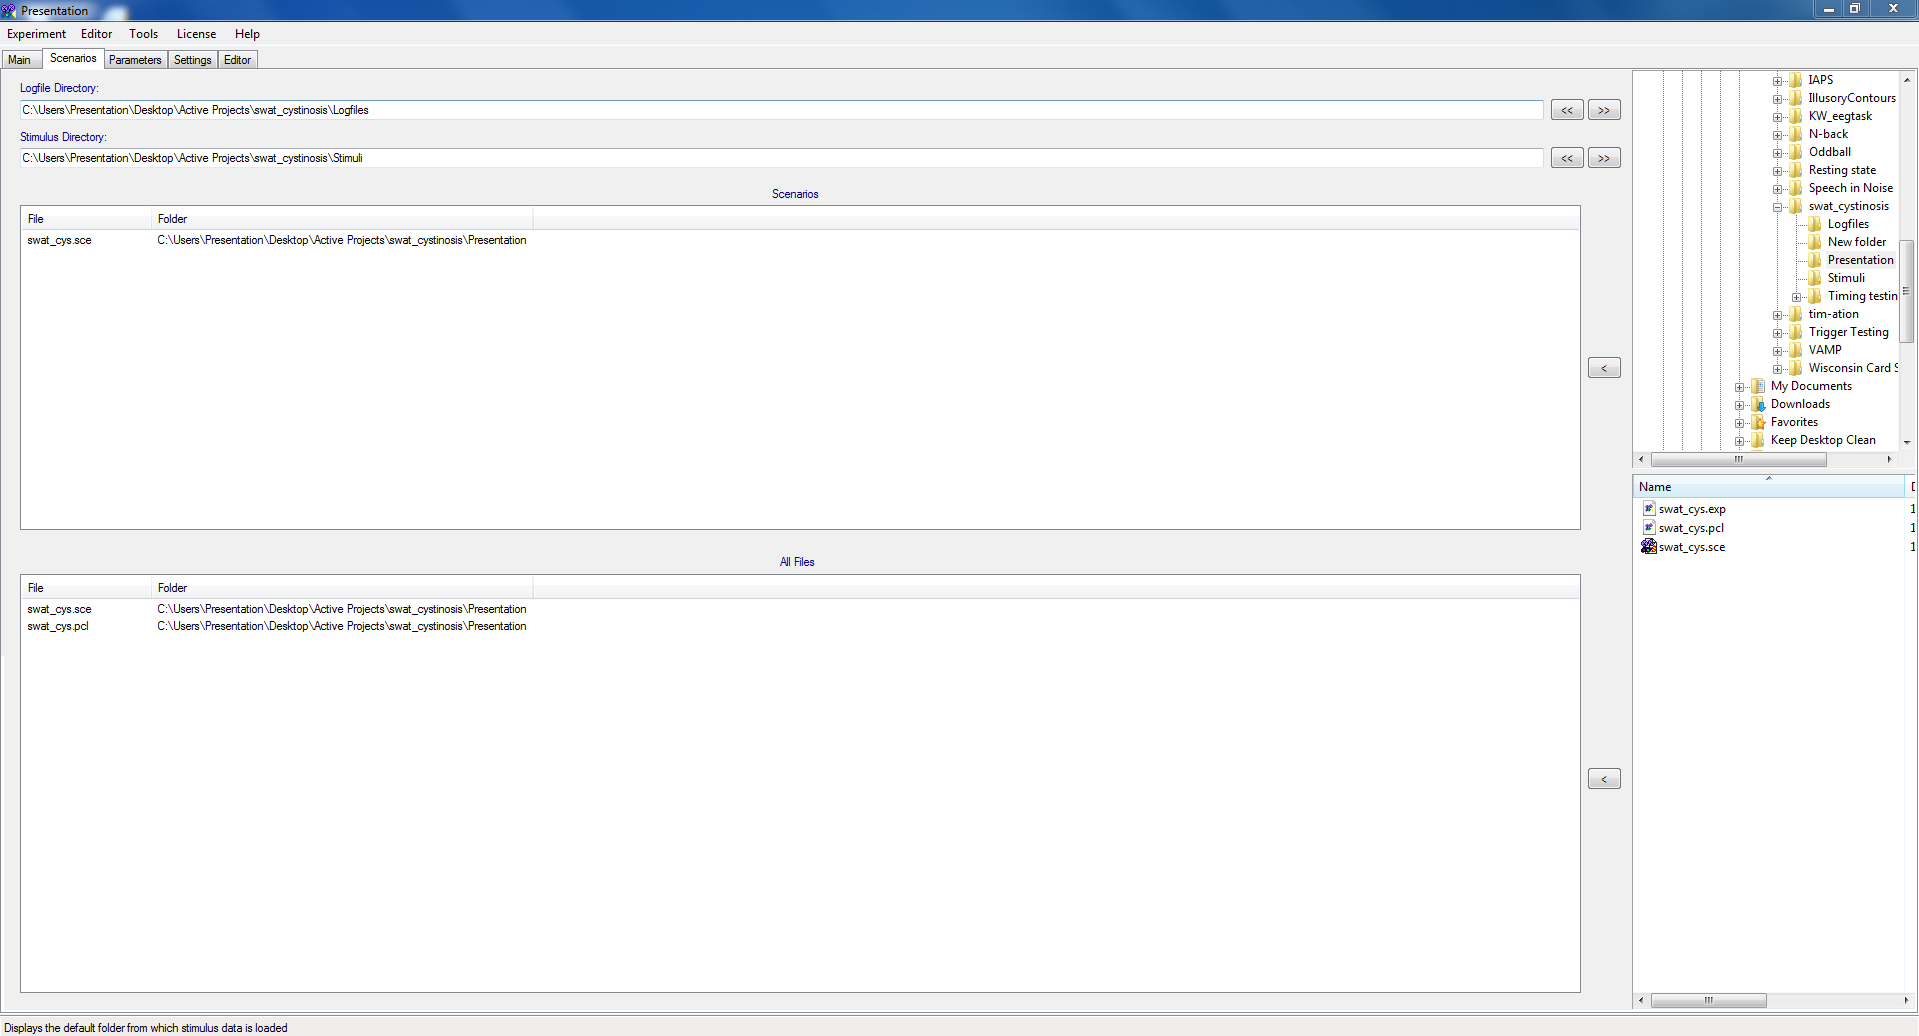 Presentation
Experiment Editor Tools License Help
Main Scenarios Parameters Settings Editor
Logfile Directory:
C:\Users\Presentation\Desktop\Active Projects\swat_cystinosis\Logfiles
<< >>
Stimulus Directory:
C:\Users\Presentation\Desktop\Active Projects\swat_cystinosis\Stimuli
<< >>
Scenarios
File Folder
swat_cys.sce C:\Users\Presentation\Desktop\Active Projects\swat_cystinosis\Presentation
<
All Files
File Folder
swat_cys.sce C:\Users\Presentation\Desktop\Active Projects\swat_cystinosis\Presentation
swat_cys.pcl C:\Users\Presentation\Desktop\Active Projects\swat_cystinosis\Presentation
<
IAPS
IllusoryContours
KW_eegtask
N-back
Oddball
Resting state
Speech in Noise
swat_cystinosis
Logfiles
New folder
Presentation
Stimuli
Timing testin
tim-ation
Trigger Testing
VAMP
Wisconsin Card S
My Documents
Downloads
Favorites
Keep Desktop Clean
Name
swat_cys.exp 1
swat_cys.pcl 1
swat_cys.sce 1
Displays the default folder from which stimulus data is loaded